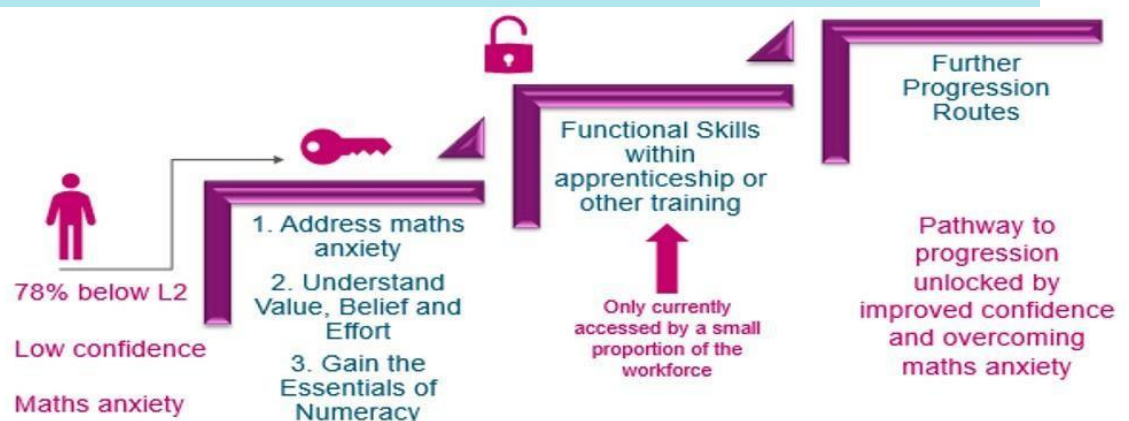 78% below L2
Low confidence
Maths anxiety
1. Address maths
anxiety
2. Understand
Value, Belief and
Effort
3. Gain the
Essentials of
Numeracy
Functional Skills
within
apprenticeship or
other training
Only currently
accessed by a small
proportion of the
workforce
Further
Progression
Routes
Pathway to
progression
unlocked by
improved confidence
and overcoming
maths anxiety